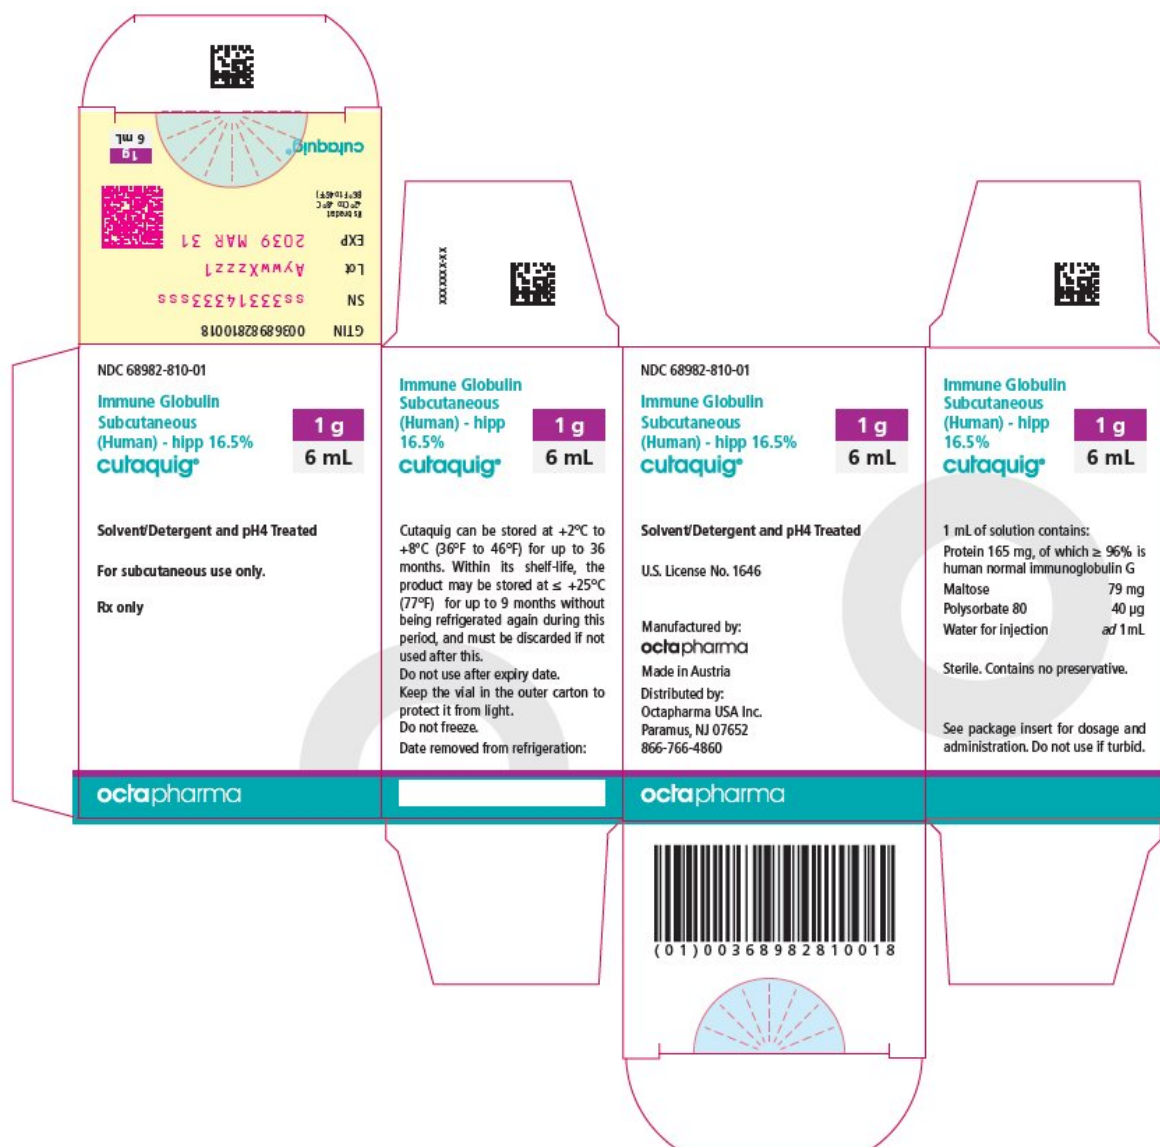 1g
6 mL
cutaquig®
EXP 2039 MAR 31
Lot AywwXzzz1
SN ss33314333sss
GTIN 00368982810018
XXXXXXXX-XX
NDC 68982-810-01
Immune Globulin
Subcutaneous
(Human) - hipp 16.5%
cutaquig®
1 g
6 mL
Solvent/Detergent and pH4 Treated
For subcutaneous use only.
Rx only
octapharma
Immune Globulin
Subcutaneous
(Human) - hipp
16.5%
cutaquig®
1 g
6 mL
Cutaquig can be stored at +2°C to
+8°C (36°F to 46°F) for up to 36
months. Within its shelf-life, the
product may be stored at ≤ +25°C
(77°F) for up to 9 months without
being refrigerated again during this
period, and must be discarded if not
used after this.
Do not use after expiry date.
Keep the vial in the outer carton to
protect it from light.
Do not freeze.
Date removed from refrigeration:
NDC 68982-810-01
Immune Globulin
Subcutaneous
(Human) - hipp 16.5%
cutaquig®
1 g
6 mL
Solvent/Detergent and pH4 Treated
U.S. License No. 1646
Manufactured by:
octapharma
Made in Austria
Distributed by:
Octapharma USA Inc.
Paramus, NJ 07652
866-766-4860
octapharma
Immune Globulin
Subcutaneous
(Human) - hipp
16.5%
cutaquig®
1 g
6 mL
1 mL of solution contains:
Protein 165 mg, of which ≥ 96% is
human normal immunoglobulin G
Maltose 79 mg
Polysorbate 80 40 µg
Water for injection ad 1mL
Sterile. Contains no preservative.
See package insert for dosage and
administration. Do not use if turbid.
(01)00368982810018